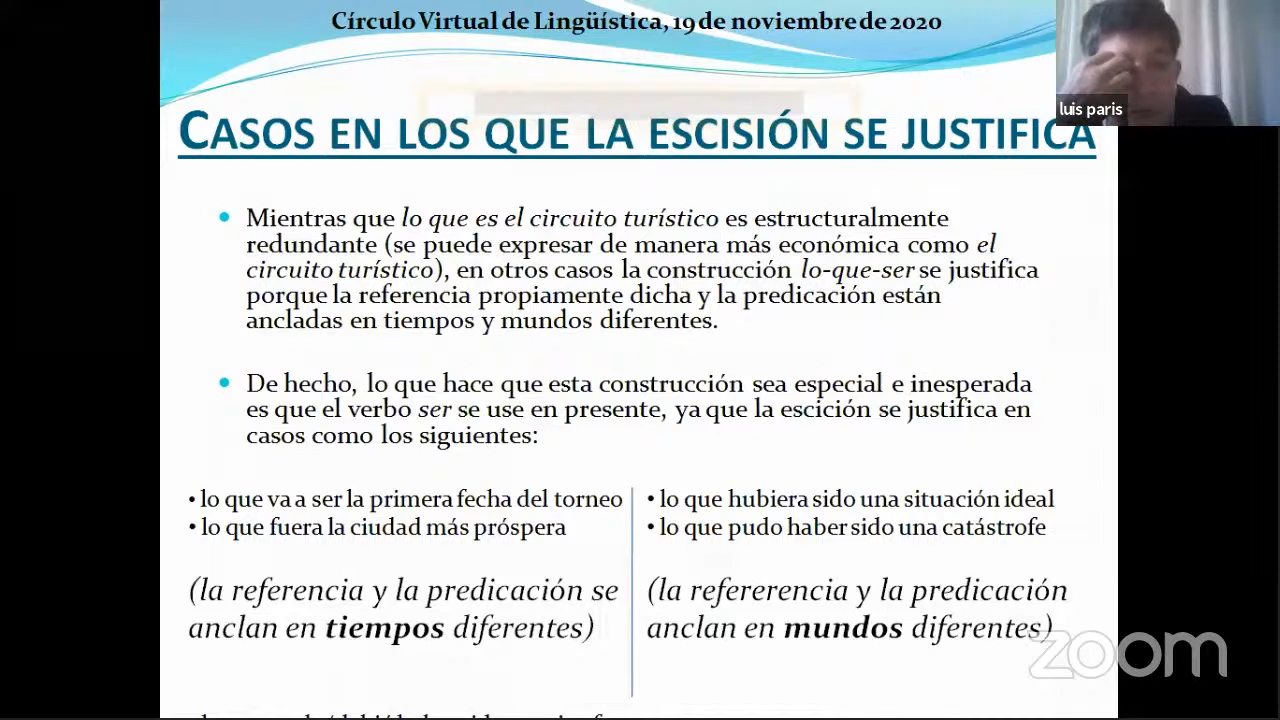 Círculo Virtual de Lingüística, 19 de noviembre de 2020
luis paris
CASOS EN LOS QUE LA ESCISIÓN SE JUSTIFICA
• Mientras que lo que es el circuito turístico es estructuralmente
redundante (se puede expresar de manera más económica como el
circuito turístico), en otros casos la construcción lo-que-ser se justifica
porque la referencia propiamente dicha y la predicación están
ancladas en tiempos y mundos diferentes.
• De hecho, lo que hace que esta construcción sea especial e inesperada
es que el verbo ser se use en presente, ya que la escición se justifica en
casos como los siguientes:
• lo que va a ser la primera fecha del torneo
• lo que fuera la ciudad más próspera
(la referencia y la predicación se
anclan en tiempos diferentes)
• lo que hubiera sido una situación ideal
• lo que pudo haber sido una catástrofe
(la refererencia y la predicación
anclan en mundos diferentes)
zoom